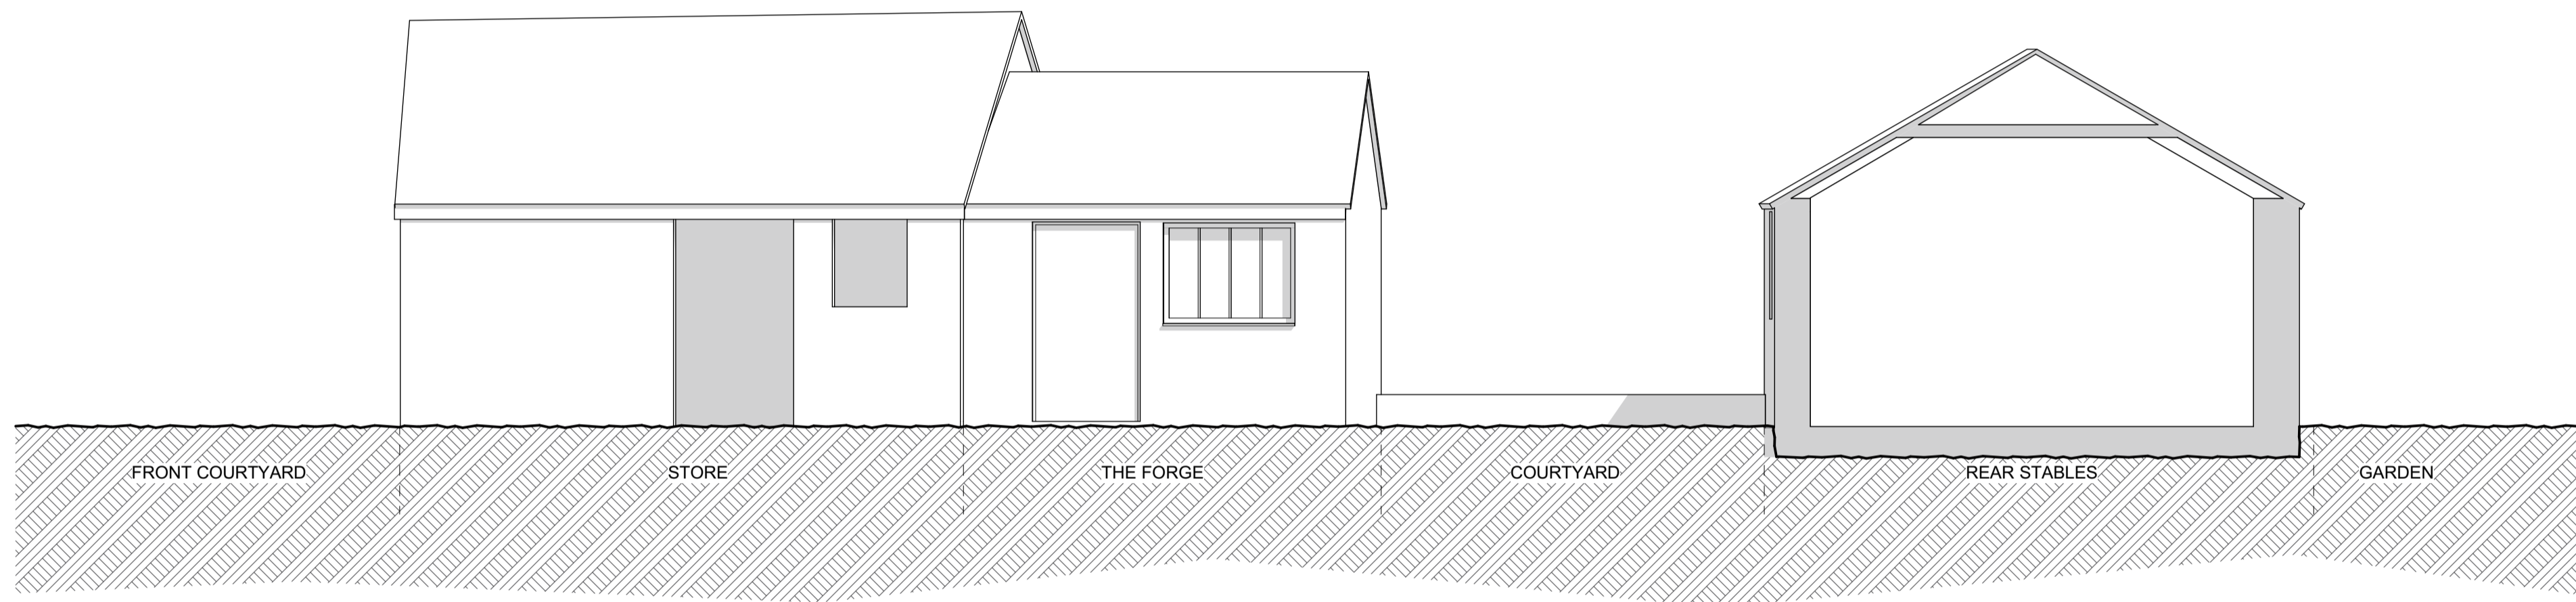 FRONT COURTYARD
STORE
THE FORGE
COURTYARD
REAR STABLES
GARDEN